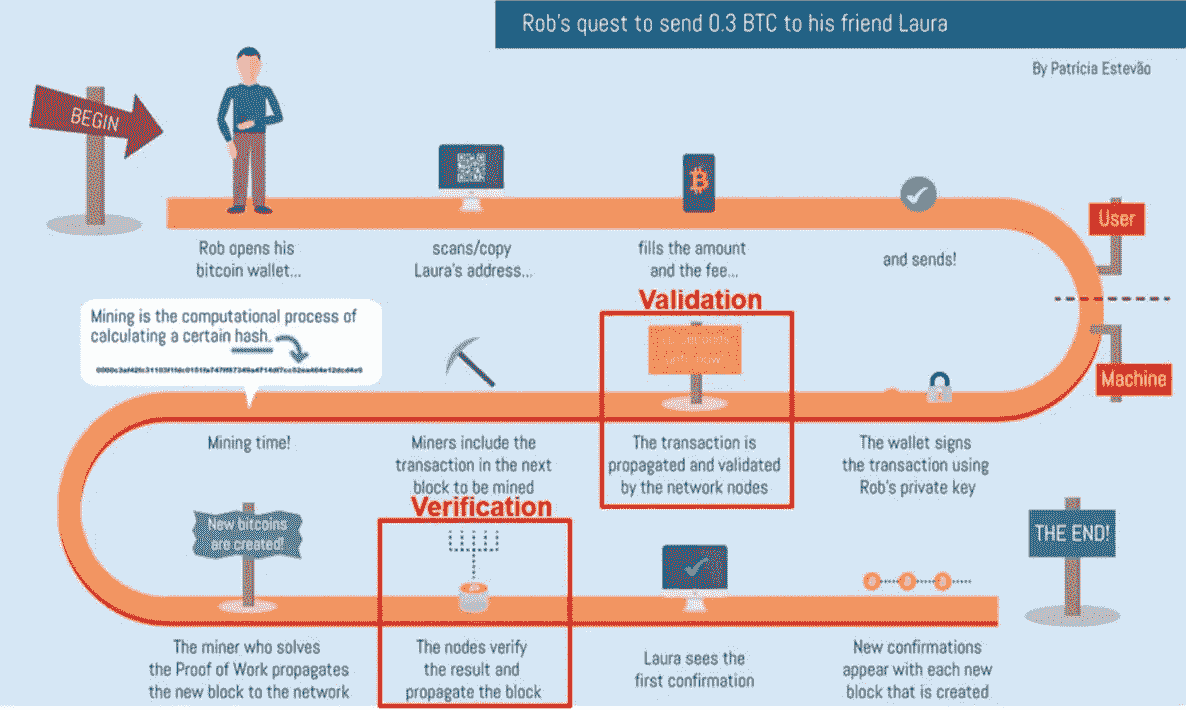 Rob's quest to send 0.3 BTC to his friend Laura
By Patrícia Estevão
BEGIN
Rob opens his
bitcoin wallet...
scans/copy
Laura's address...
fills the amount
and the fee...
and sends!
User
Machine
The wallet signs
the transaction using
Rob's private key
Validation
The transaction is
propagated and validated
by the network nodes
Miners include the
transaction in the next
block to be mined
Mining is the computational process of
calculating a certain hash.
Mining time!
New bitcoins
are created!
The miner who solves
the Proof of Work propagates
the new block to the network
Verification
The nodes verify
the result and
propagate the block
Laura sees the
first confirmation
New confirmations
appear with each new
block that is created
THE END!